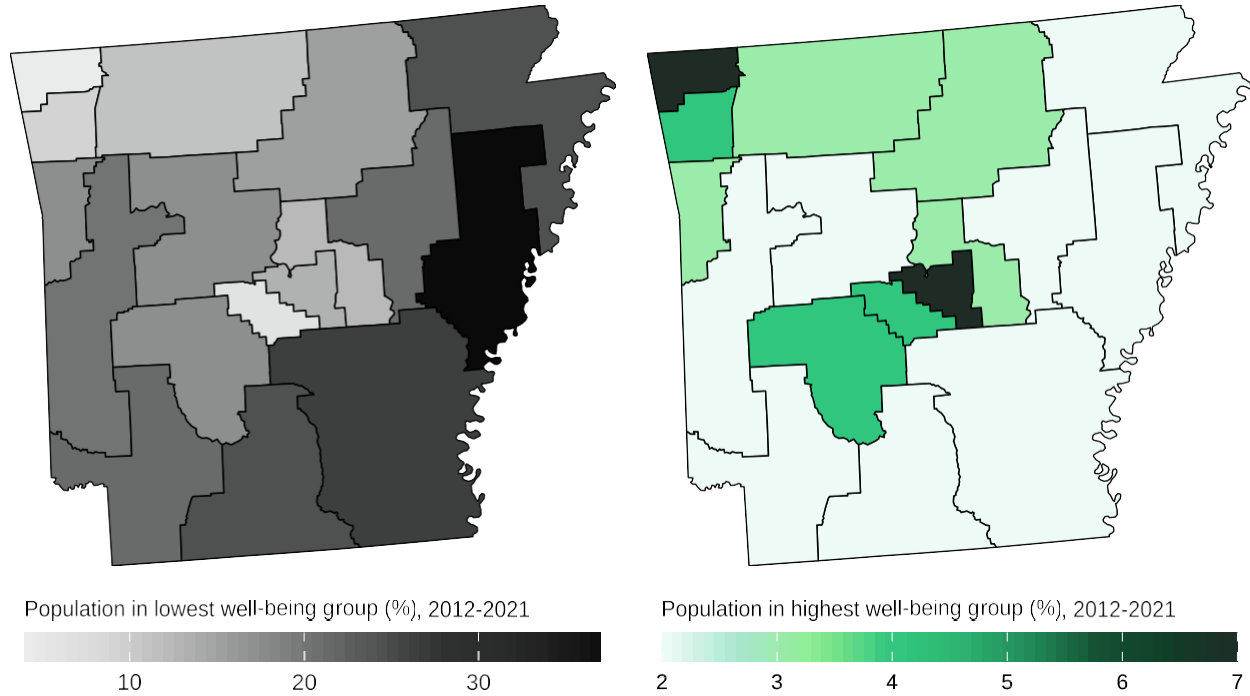 Population in lowest well-being group (%), 2012-2021
10 20 30
Population in highest well-being group (%), 2012-2021
2 3 4 5 6 7